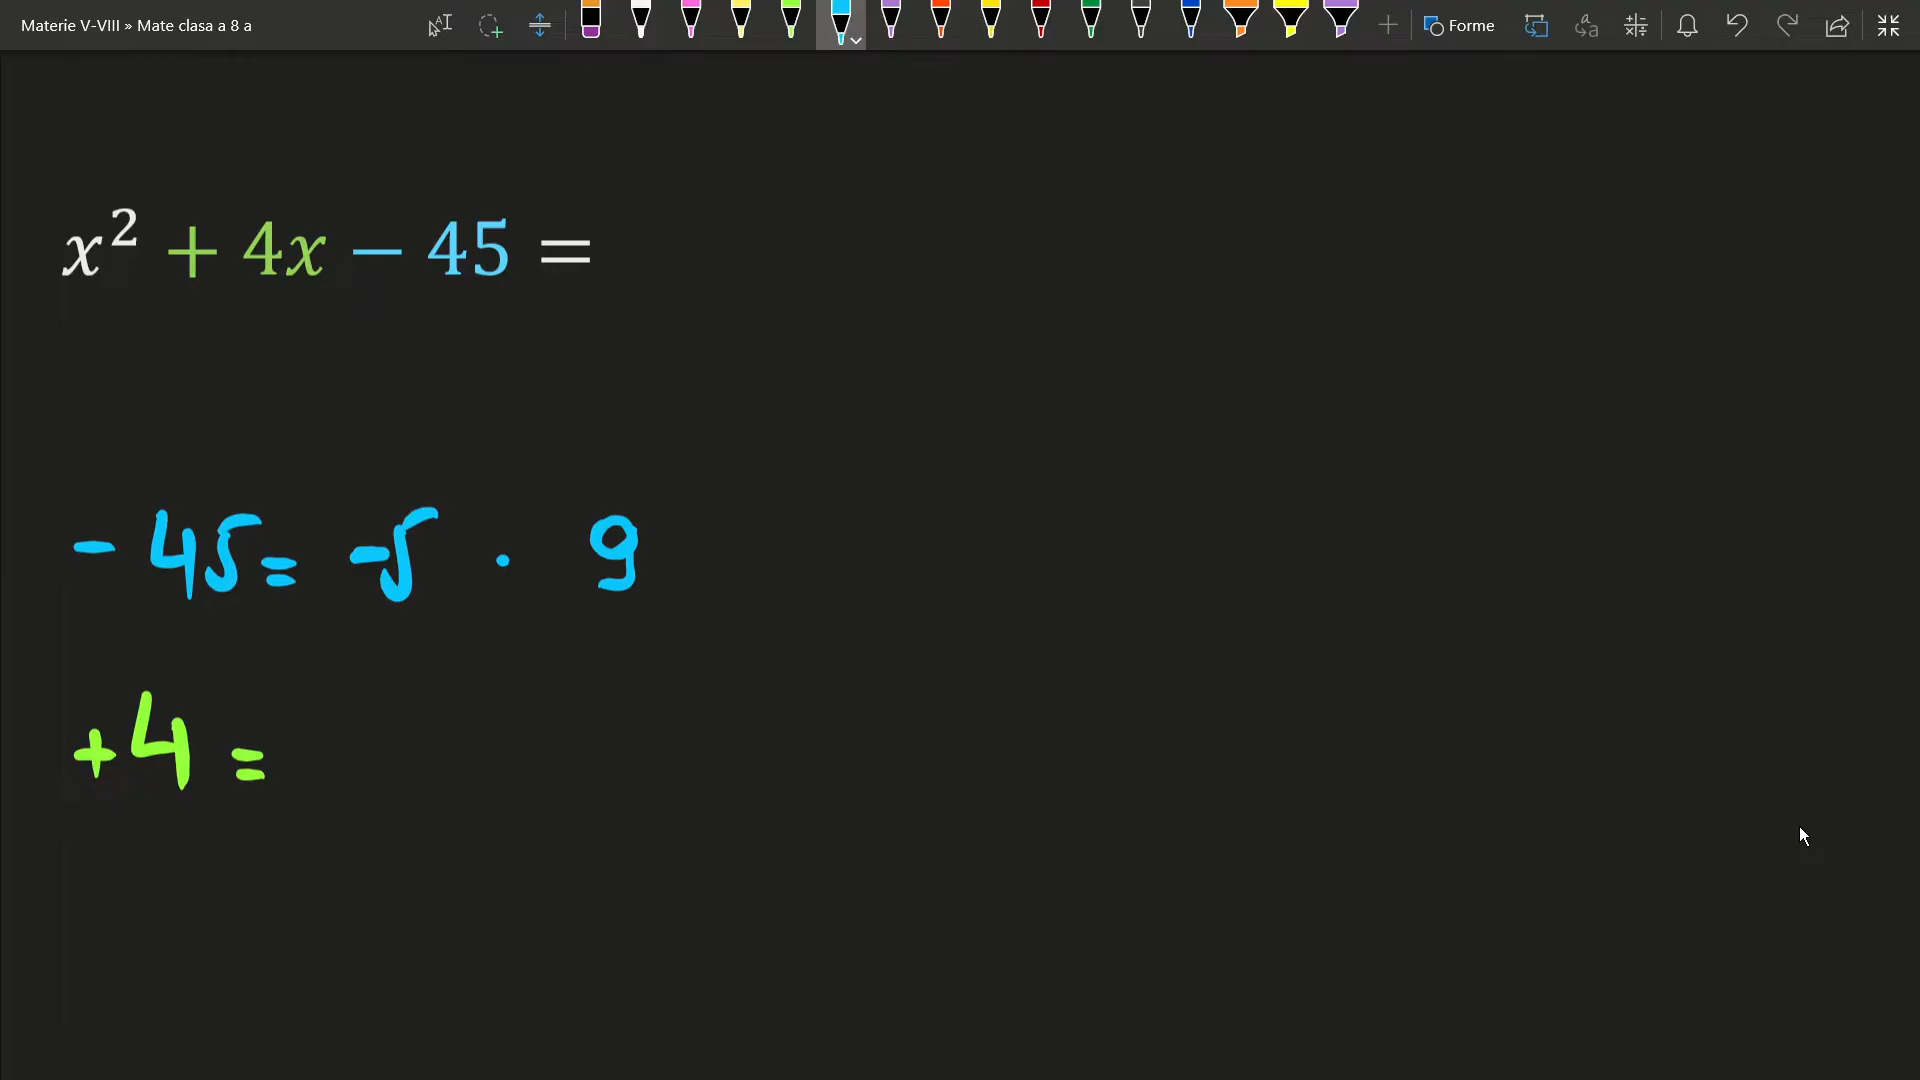 Materie V-VIII » Mate clasa a 8 a
Forme
x² + 4x − 45 =
- 45 = -5 · 9
+4 =